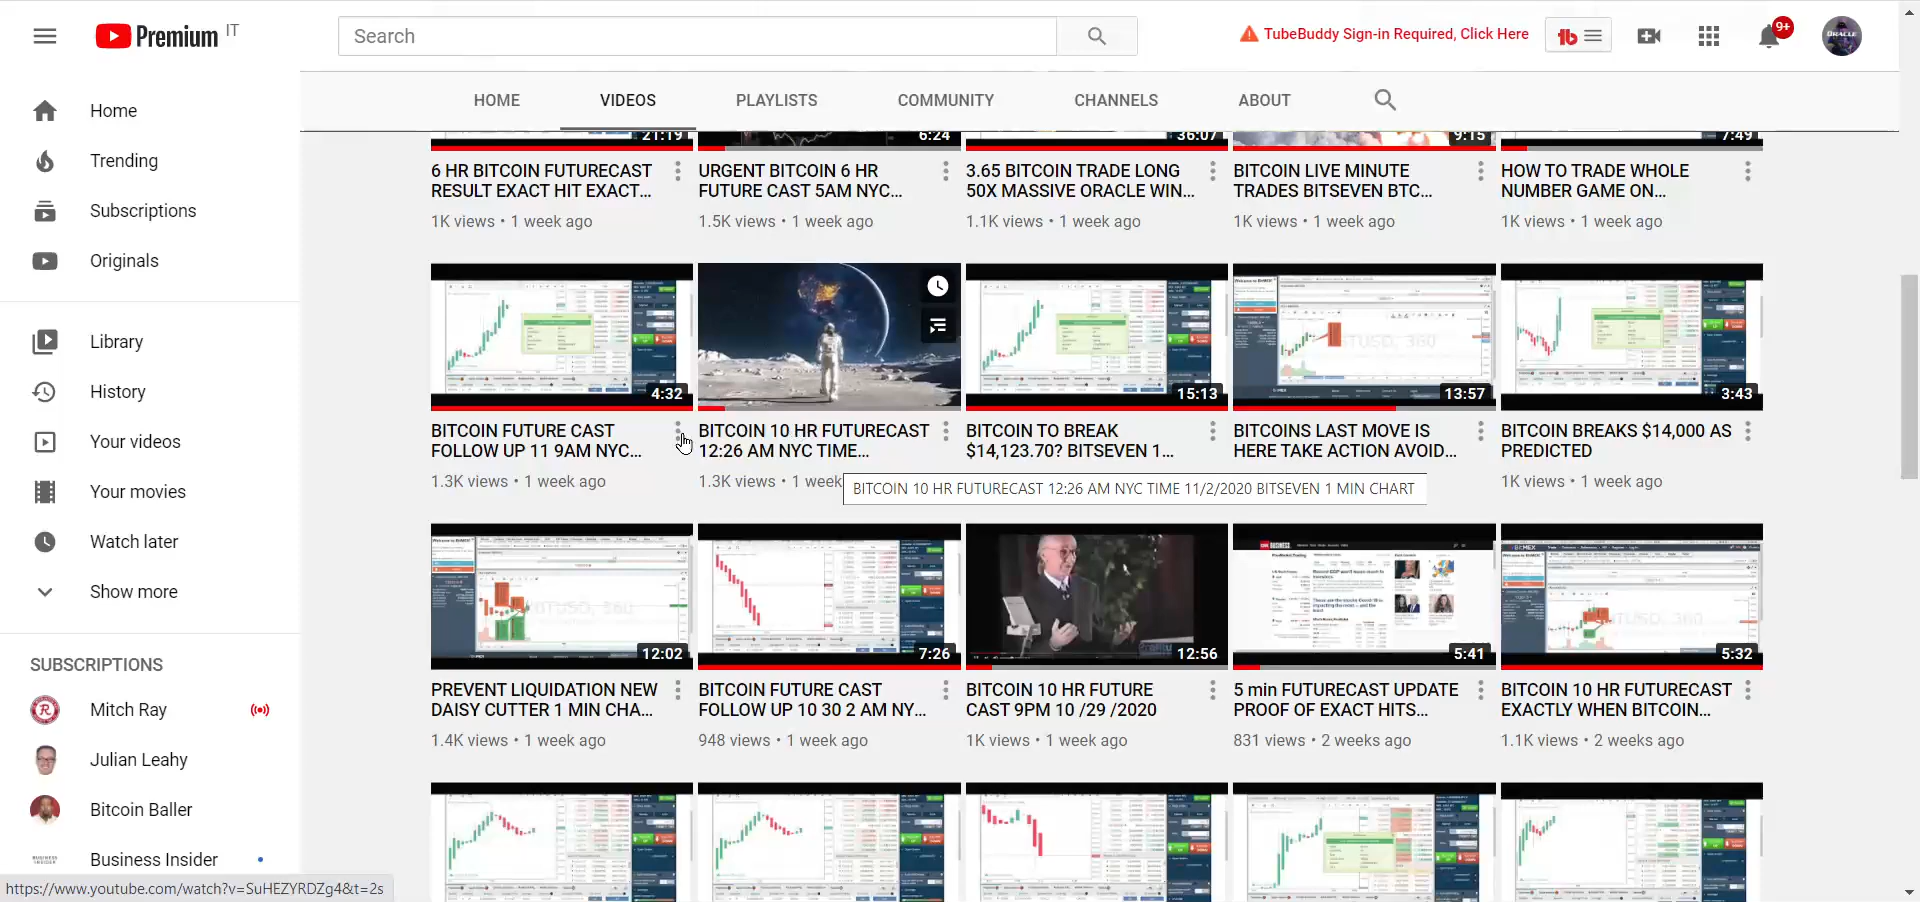 Premium IT
Search
TubeBuddy Sign-in Required, Click Here
9+
ORACLE
HOME VIDEOS PLAYLISTS COMMUNITY CHANNELS ABOUT
Home
Trending
Subscriptions
Originals
Library
History
Your videos
Your movies
Watch later
Show more
SUBSCRIPTIONS
Mitch Ray
Julian Leahy
Bitcoin Baller
Business Insider
21:19
6 HR BITCOIN FUTURECAST
RESULT EXACT HIT EXACT...
1K views • 1 week ago
6:24
URGENT BITCOIN 6 HR
FUTURE CAST 5AM NYC...
1.5K views • 1 week ago
36:07
3.65 BITCOIN TRADE LONG
50X MASSIVE ORACLE WIN...
1.1K views • 1 week ago
9:15
BITCOIN LIVE MINUTE
TRADES BITSEVEN BTC...
1K views • 1 week ago
7:49
HOW TO TRADE WHOLE
NUMBER GAME ON...
1K views • 1 week ago
4:32
BITCOIN FUTURE CAST
FOLLOW UP 11 9AM NYC...
1.3K views • 1 week ago
BITCOIN 10 HR FUTURECAST
12:26 AM NYC TIME...
1.3K views • 1 week
BITCOIN 10 HR FUTURECAST 12:26 AM NYC TIME 11/2/2020 BITSEVEN 1 MIN CHART
15:13
BITCOIN TO BREAK
$14,123.70? BITSEVEN 1...
13:57
BITCOINS LAST MOVE IS
HERE TAKE ACTION AVOID...
3:43
BITCOIN BREAKS $14,000 AS
PREDICTED
1K views • 1 week ago
12:02
PREVENT LIQUIDATION NEW
DAISY CUTTER 1 MIN CHA...
1.4K views • 1 week ago
7:26
BITCOIN FUTURE CAST
FOLLOW UP 10 30 2 AM NY...
948 views • 1 week ago
12:56
BITCOIN 10 HR FUTURE
CAST 9PM 10 /29 /2020
1K views • 1 week ago
5:41
5 min FUTURECAST UPDATE
PROOF OF EXACT HITS...
831 views • 2 weeks ago
5:32
BITCOIN 10 HR FUTURECAST
EXACTLY WHEN BITCOIN...
1.1K views • 2 weeks ago
https://www.youtube.com/watch?v=SuHEZYRDZg4&t=2s